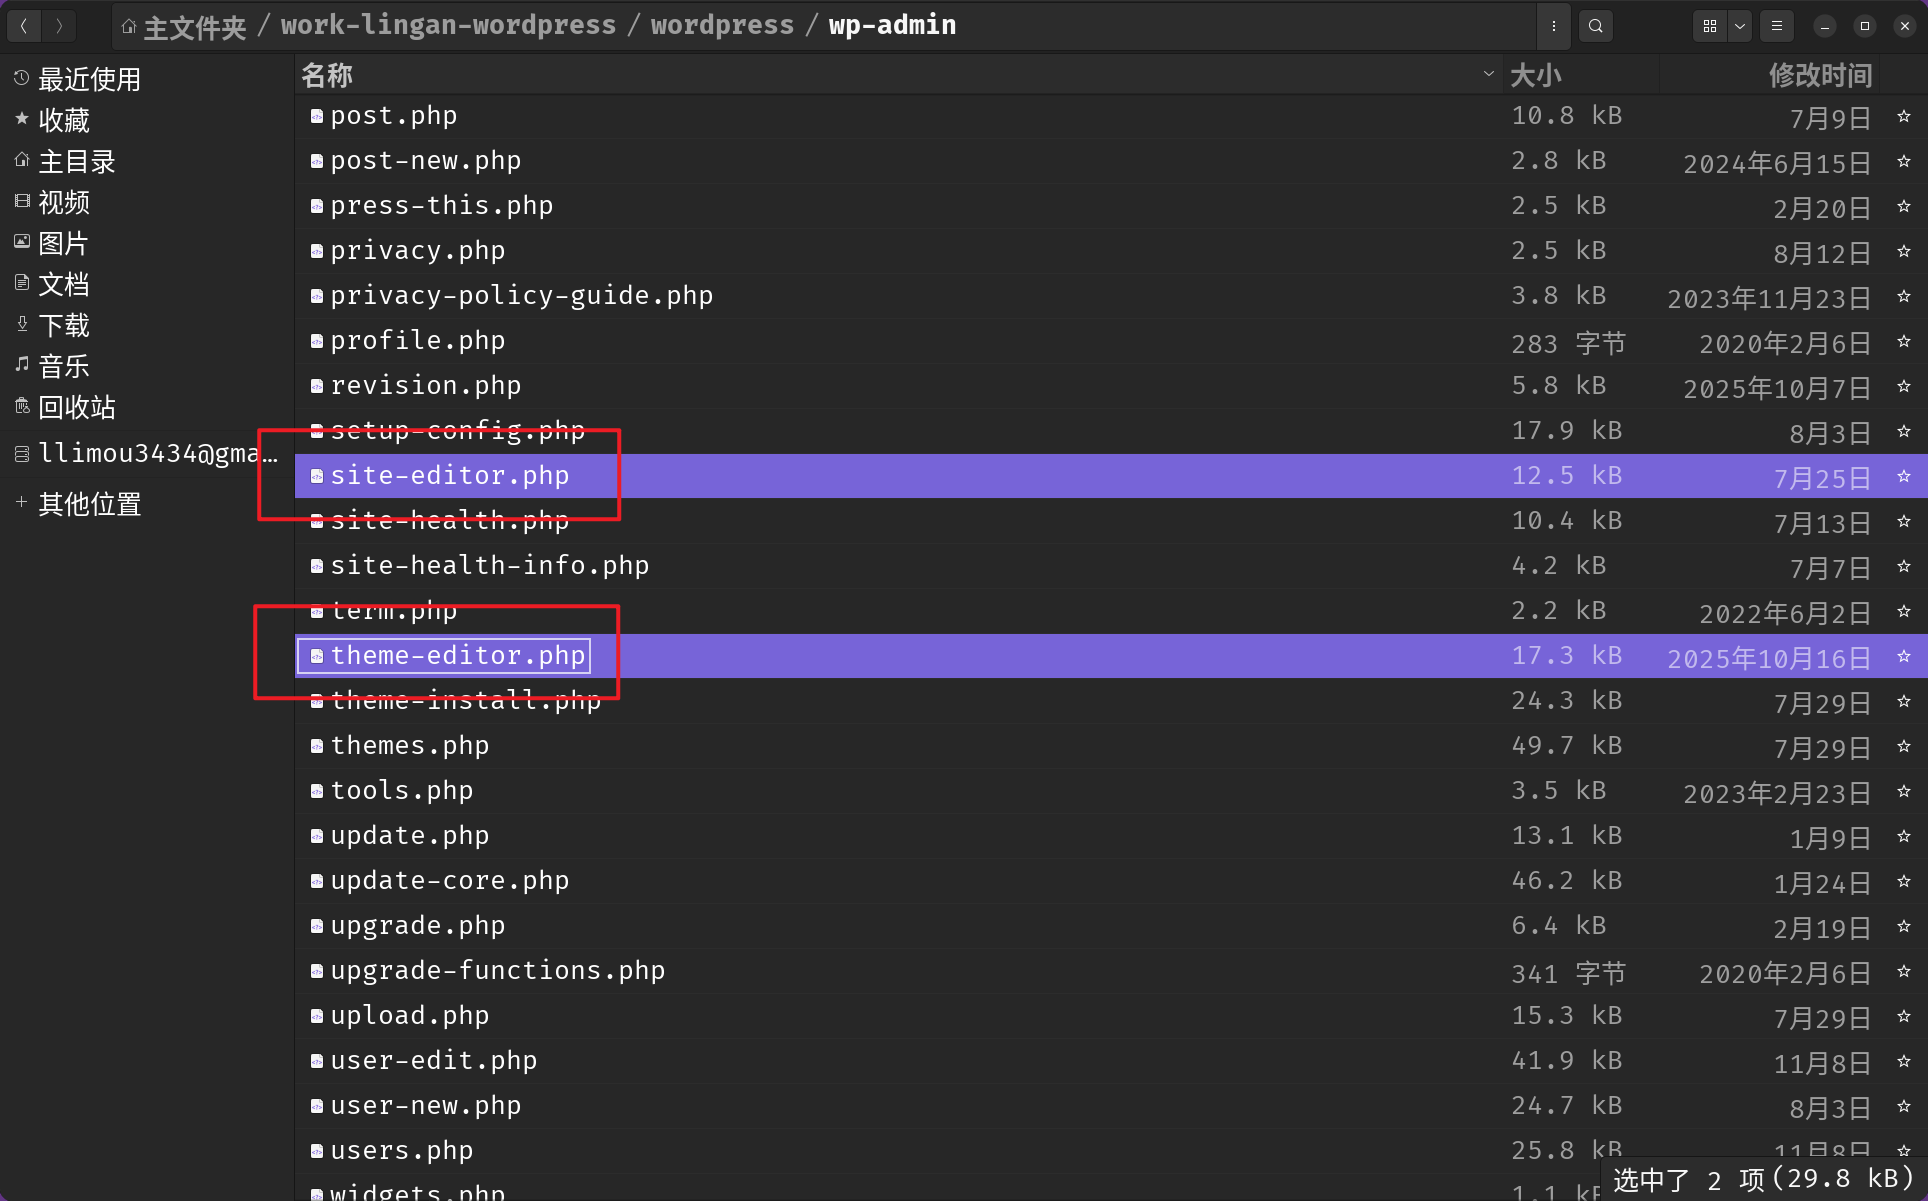 主文件夹 / work-lingan-wordpress / wordpress / wp-admin
最近使用
收藏
主目录
视频
图片
文档
下载
音乐
回收站
llimou3434@gma…
其他位置
名称 大小 修改时间
post.php 10.8 kB 7月9日
post-new.php 2.8 kB 2024年6月15日
press-this.php 2.5 kB 2月20日
privacy.php 2.5 kB 8月12日
privacy-policy-guide.php 3.8 kB 2023年11月23日
profile.php 283 字节 2020年2月6日
revision.php 5.8 kB 2025年10月7日
setup-config.php 17.9 kB 8月3日
site-editor.php 12.5 kB 7月25日
site-health.php 10.4 kB 7月13日
site-health-info.php 4.2 kB 7月7日
term.php 2.2 kB 2022年6月2日
theme-editor.php 17.3 kB 2025年10月16日
theme-install.php 24.3 kB 7月29日
themes.php 49.7 kB 7月29日
tools.php 3.5 kB 2023年2月23日
update.php 13.1 kB 1月9日
update-core.php 46.2 kB 1月24日
upgrade.php 6.4 kB 2月19日
upgrade-functions.php 341 字节 2020年2月6日
upload.php 15.3 kB 7月29日
user-edit.php 41.9 kB 11月8日
user-new.php 24.7 kB 8月3日
users.php 25.8 kB 11月8日
widgets.php 1.1 kB
选中了 2 项(29.8 kB)